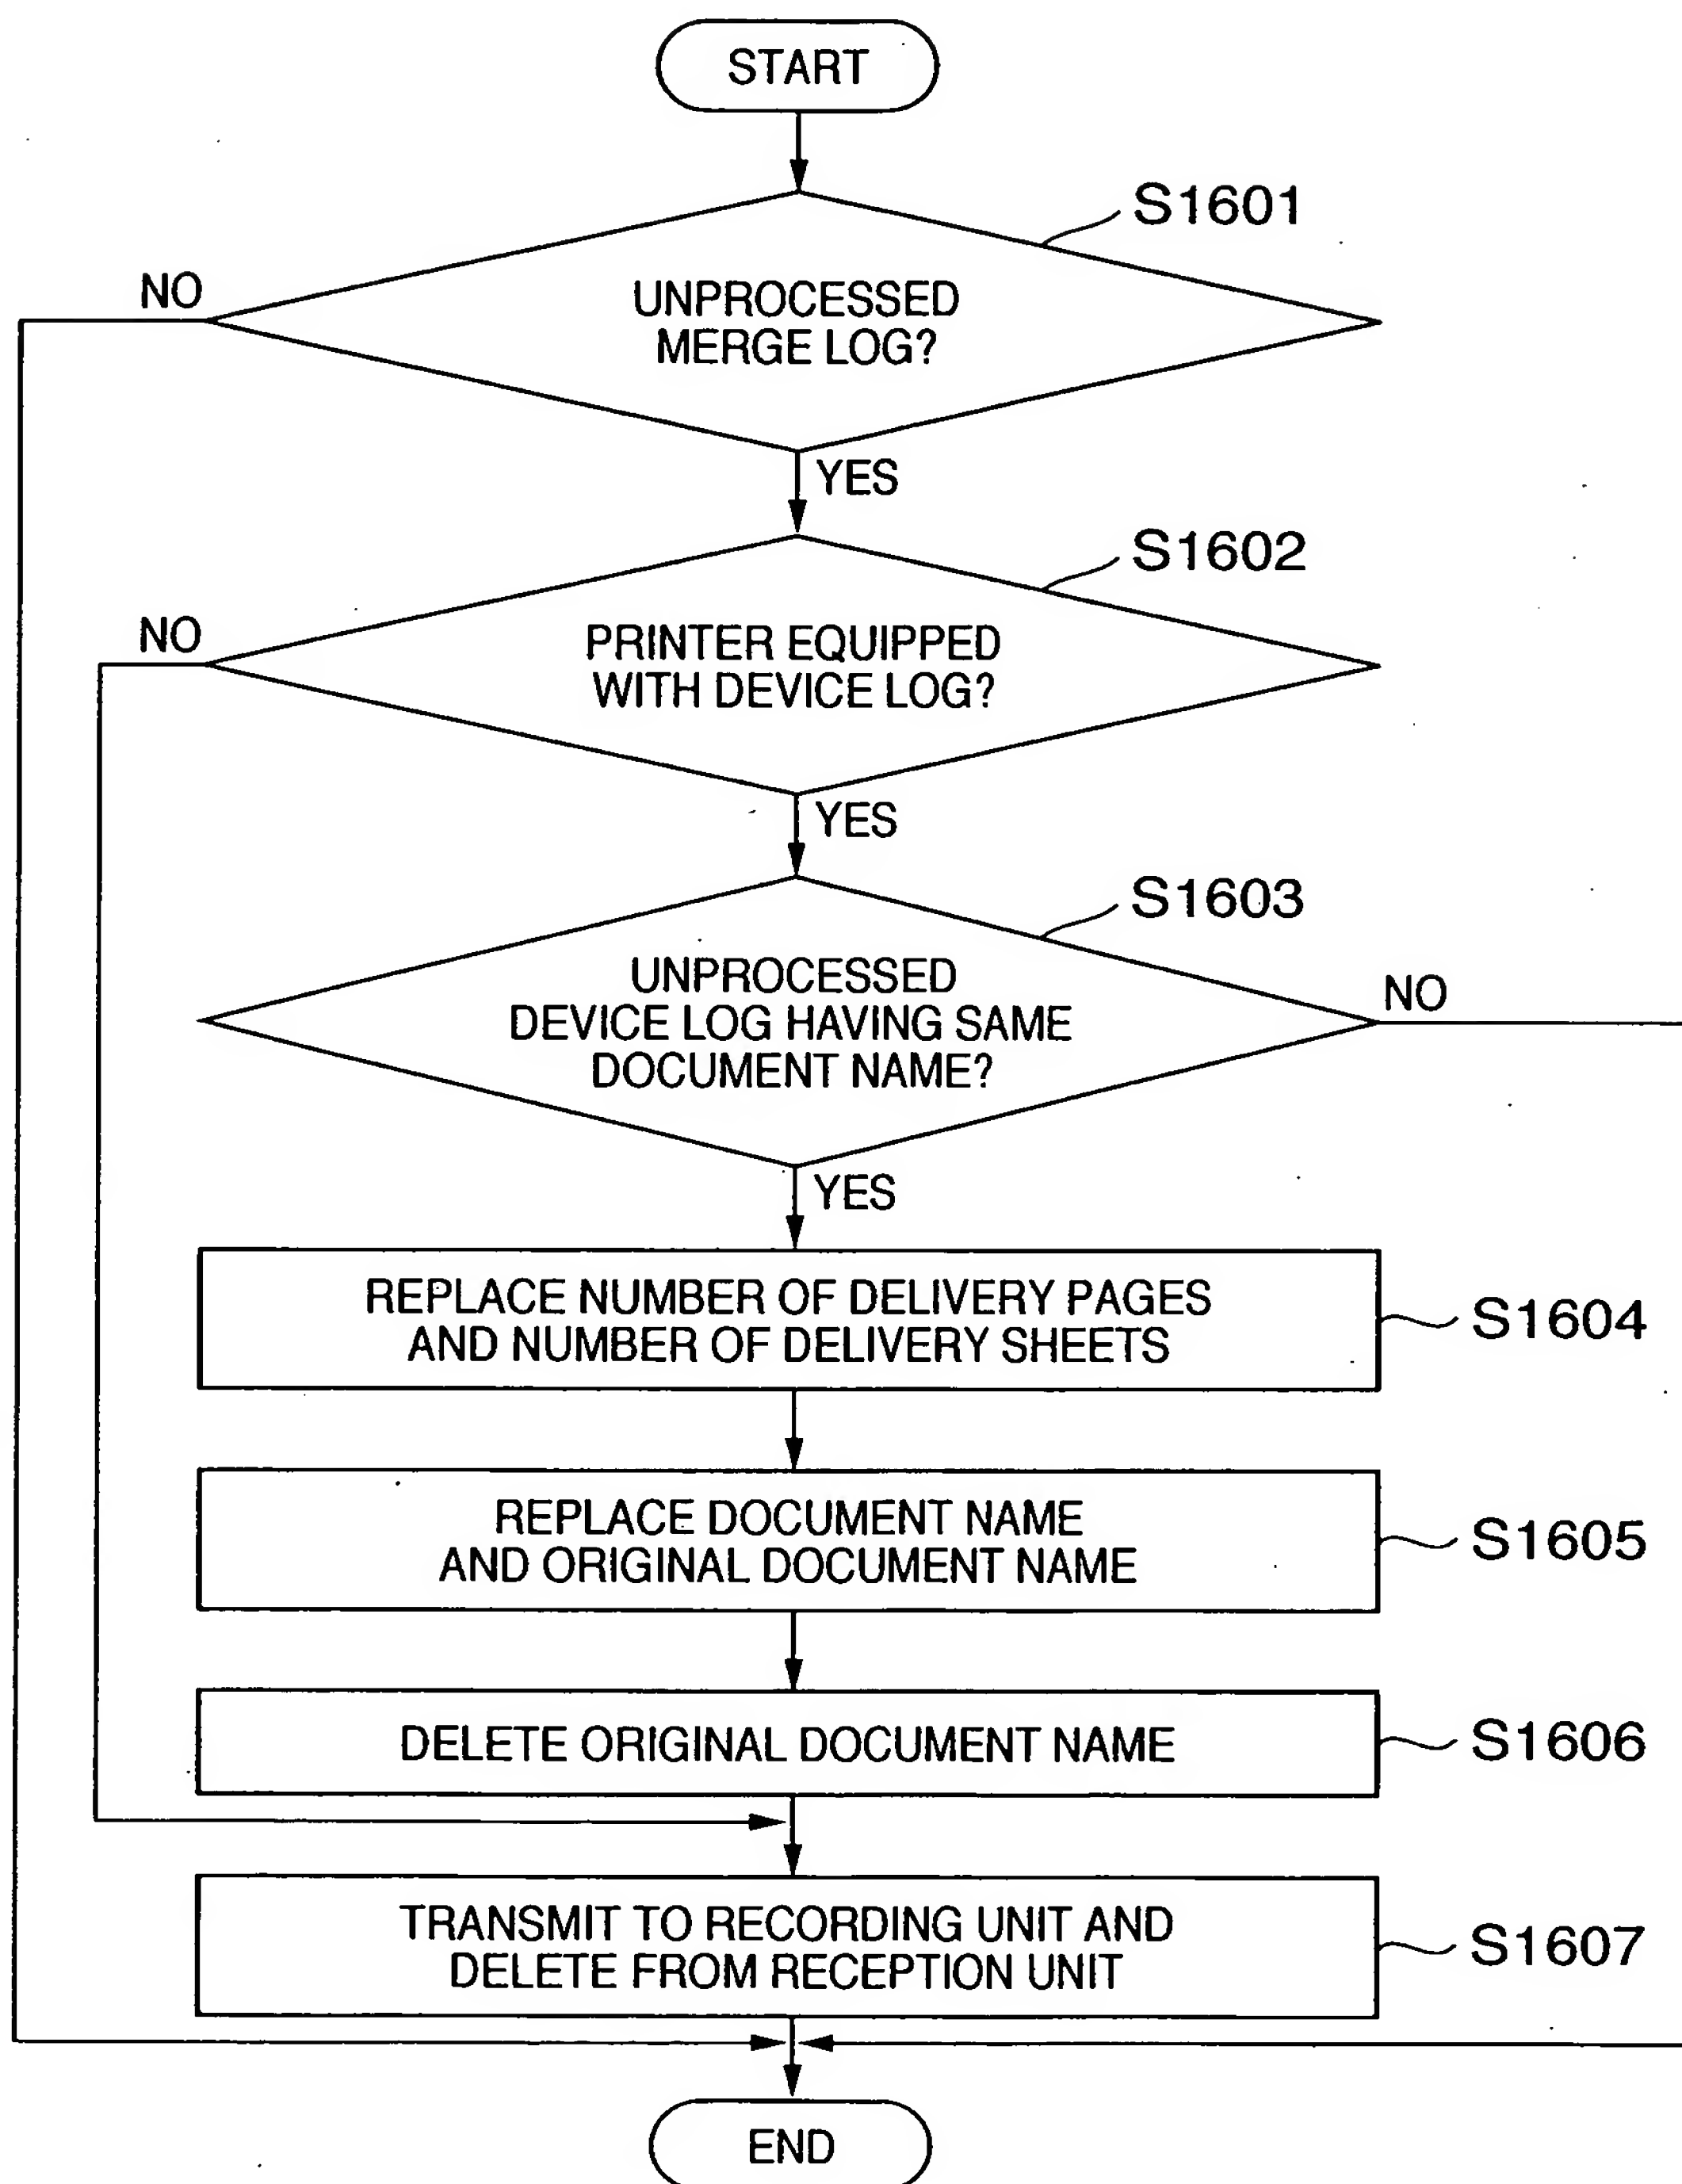 START
S1601
NO
UNPROCESSED
MERGE LOG?
YES
S1602
NO
PRINTER EQUIPPED
WITH DEVICE LOG?
YES
S1603
UNPROCESSED
DEVICE LOG HAVING SAME
DOCUMENT NAME?
NO
YES
REPLACE NUMBER OF DELIVERY PAGES
AND NUMBER OF DELIVERY SHEETS
S1604
REPLACE DOCUMENT NAME
AND ORIGINAL DOCUMENT NAME
S1605
DELETE ORIGINAL DOCUMENT NAME
S1606
TRANSMIT TO RECORDING UNIT AND
DELETE FROM RECEPTION UNIT
S1607
END